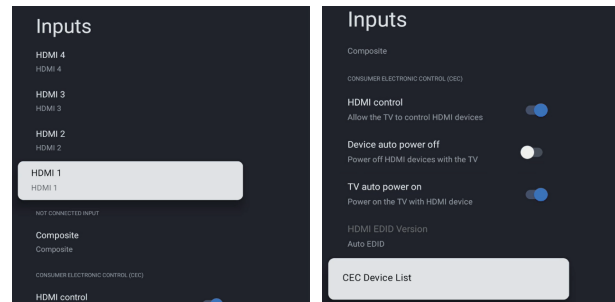 Inputs
HDMI 4
HDMI 4
HDMI 3
HDMI 3
HDMI 2
HDMI 2
HDMI 1
HDMI 1
NOT CONNECTED INPUT
Composite
Composite
CONSUMER ELECTRONIC CONTROL (CEC)
HDMI control
Inputs
Composite
CONSUMER ELECTRONIC CONTROL (CEC)
HDMI control
Allow the TV to control HDMI devices
Device auto power off
Power off HDMI devices with the TV
TV auto power on
Power on the TV with HDMI device
HDMI EDID Version
Auto EDID
CEC Device List